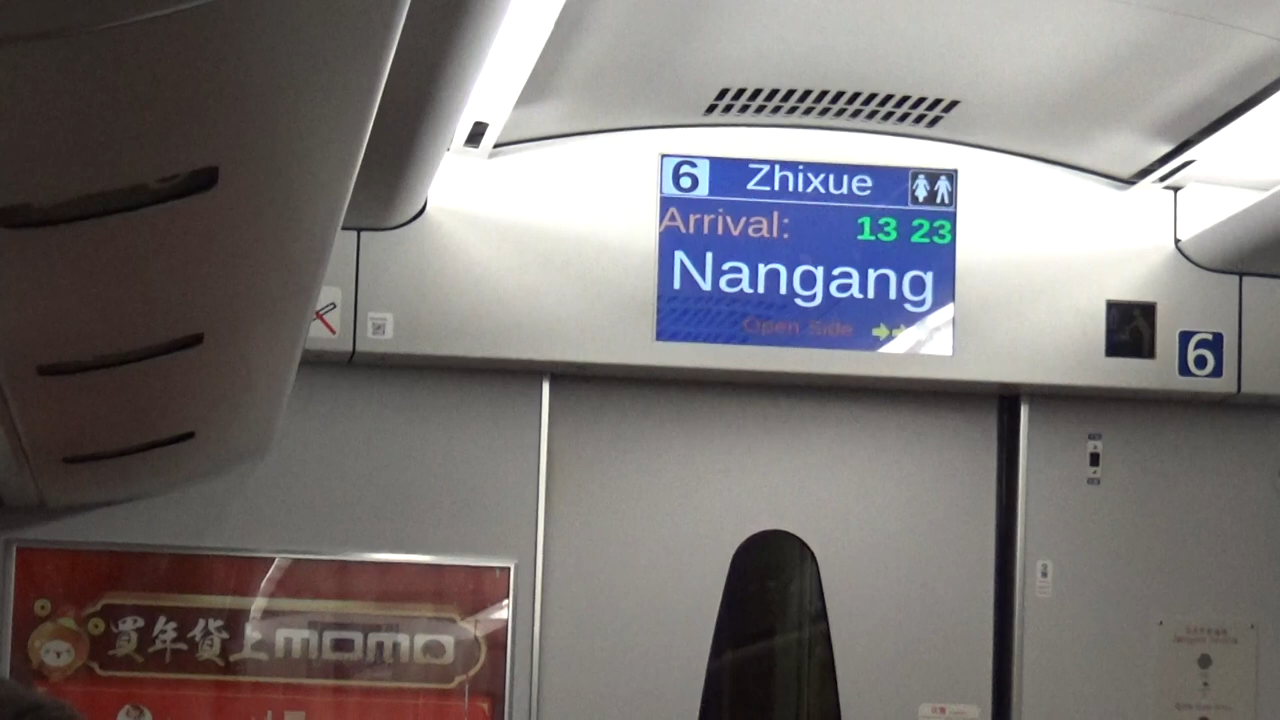 6 Zhixue
Arrival: 13 23
Nangang
Open Side
6
買年貨上momo